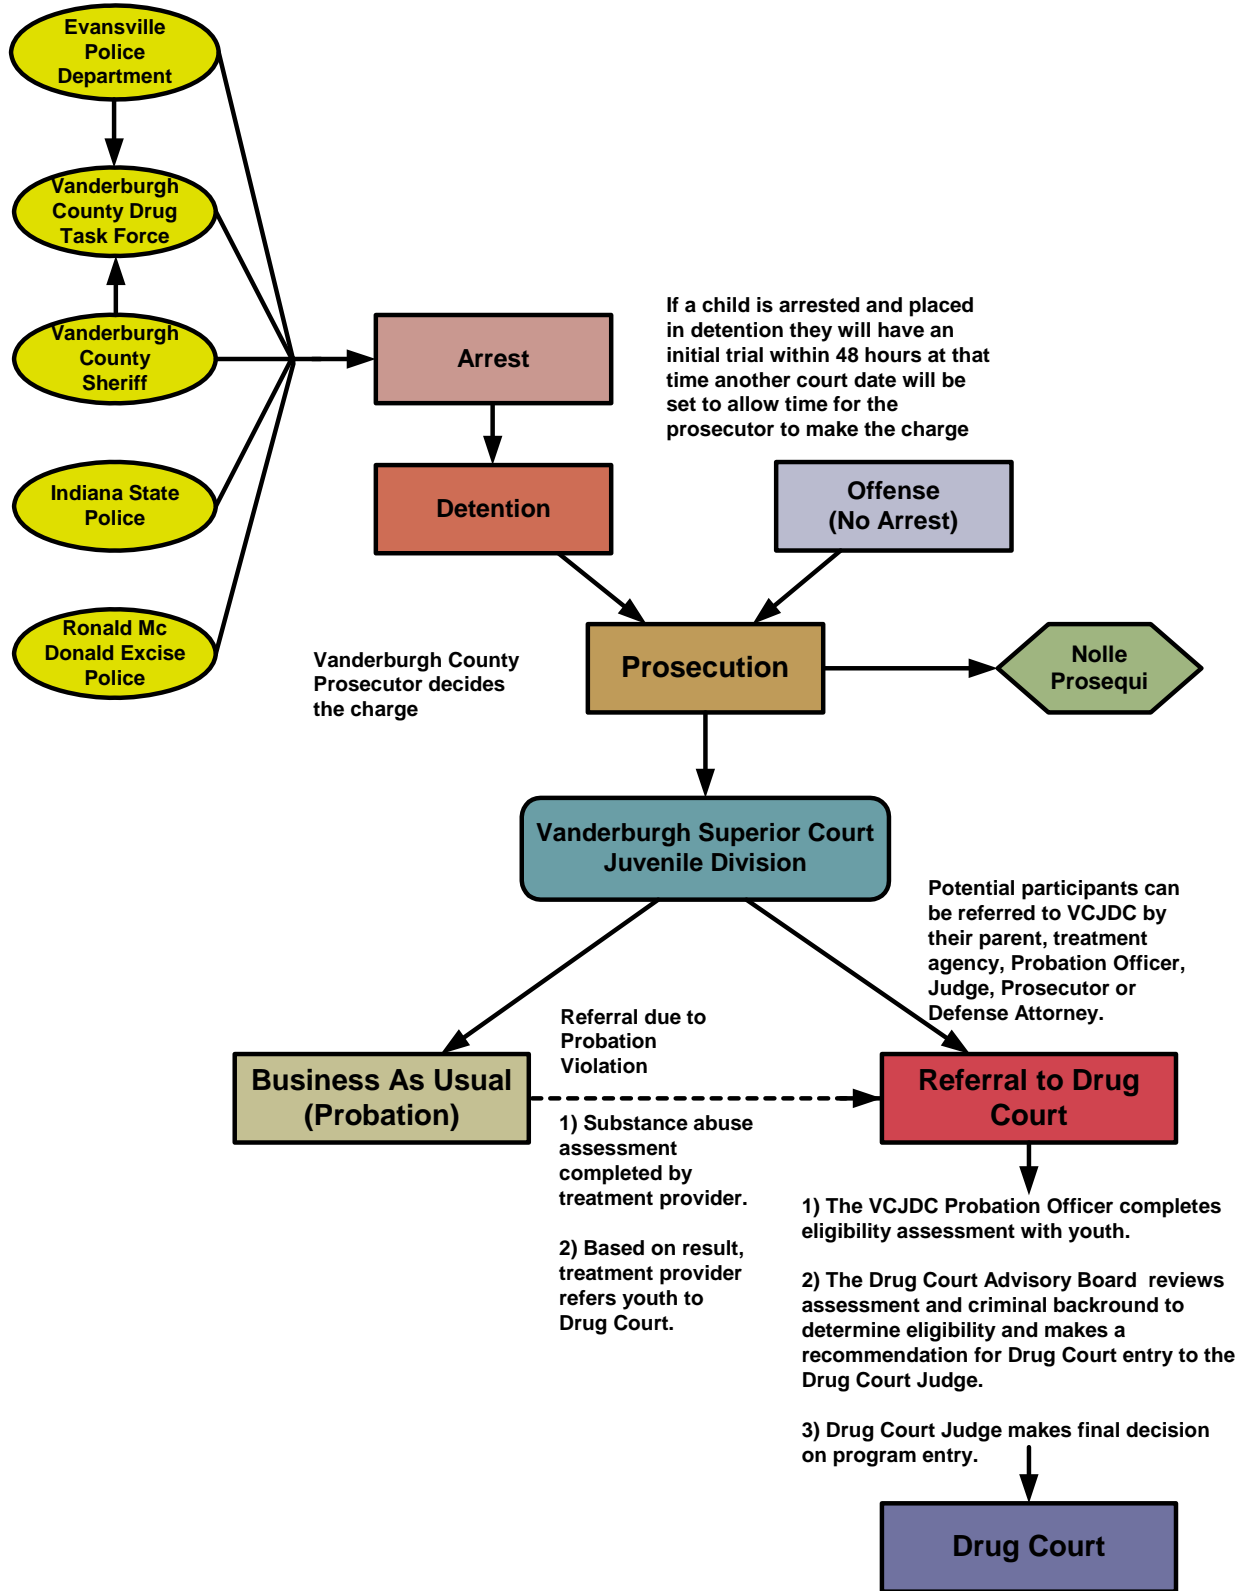 Evansville
Police
Department
Vanderburgh
County Drug
Task Force
Vanderburgh
County
Sheriff
Indiana State
Police
Ronald Mc
Donald Excise
Police
Arrest
If a child is arrested and placed
in detention they will have an
initial trial within 48 hours at that
time another court date will be
set to allow time for the
prosecutor to make the charge
Detention
Offense
(No Arrest)
Vanderburgh County
Prosecutor decides
the charge
Prosecution
Nolle
Prosequi
Vanderburgh Superior Court
Juvenile Division
Potential participants can
be referred to VCJDC by
their parent, treatment
agency, Probation Officer,
Judge, Prosecutor or
Defense Attorney.
Referral due to
Probation
Violation
Business As Usual
(Probation)
Referral to Drug
Court
1) Substance abuse
assessment
completed by
treatment provider.
2) Based on result,
treatment provider
refers youth to
Drug Court.
1) The VCJDC Probation Officer completes
eligibility assessment with youth.
2) The Drug Court Advisory Board  reviews
assessment and criminal backround to
determine eligibility and makes a
recommendation for Drug Court entry to the
Drug Court Judge.
3) Drug Court Judge makes final decision
on program entry.
Drug Court